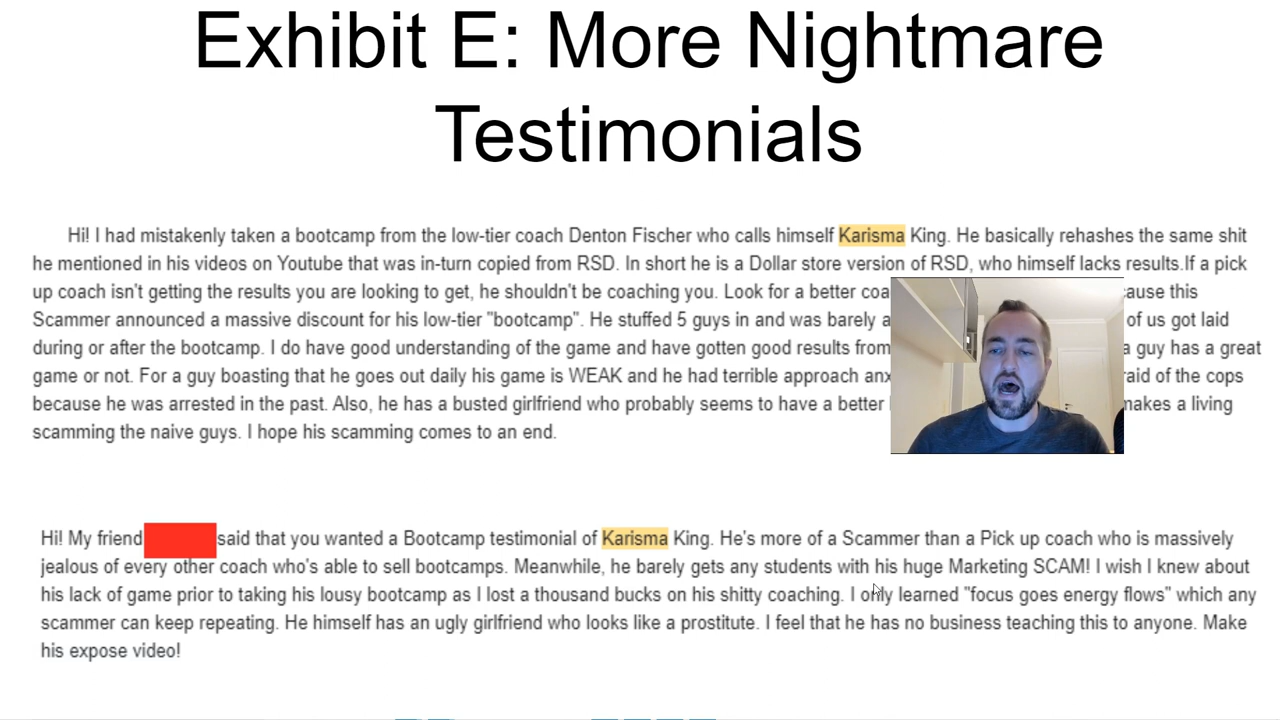 Exhibit E: More Nightmare
Testimonials
Hi! I had mistakenly taken a bootcamp from the low-tier coach Denton Fischer who calls himself Karisma King. He basically rehashes the same shit
he mentioned in his videos on Youtube that was in-turn copied from RSD. In short he is a Dollar store version of RSD, who himself lacks results.If a pick
up coach isn't getting the results you are looking to get, he shouldn't be coaching you. Look for a better this
Scammer announced a massive discount for his low-tier "bootcamp". He stuffed 5 guys in and was barely of us got laid
during or after the bootcamp. I do have good understanding of the game and have gotten good results from a guy has a great
game or not. For a guy boasting that he goes out daily his game is WEAK and he had terrible approach of the cops
because he was arrested in the past. Also, he has a busted girlfriend who probably seems to have a better makes a living
scamming the naive guys. I hope his scamming comes to an end.
Hi! My friend said that you wanted a Bootcamp testimonial of Karisma King. He's more of a Scammer than a Pick up coach who is massively
jealous of every other coach who's able to sell bootcamps. Meanwhile, he barely gets any students with his huge Marketing SCAM! I wish I knew about
his lack of game prior to taking his lousy bootcamp as I lost a thousand bucks on his shitty coaching. I only learned "focus goes energy flows" which any
scammer can keep repeating. He himself has an ugly girlfriend who looks like a prostitute. I feel that he has no business teaching this to anyone. Make
his expose video!